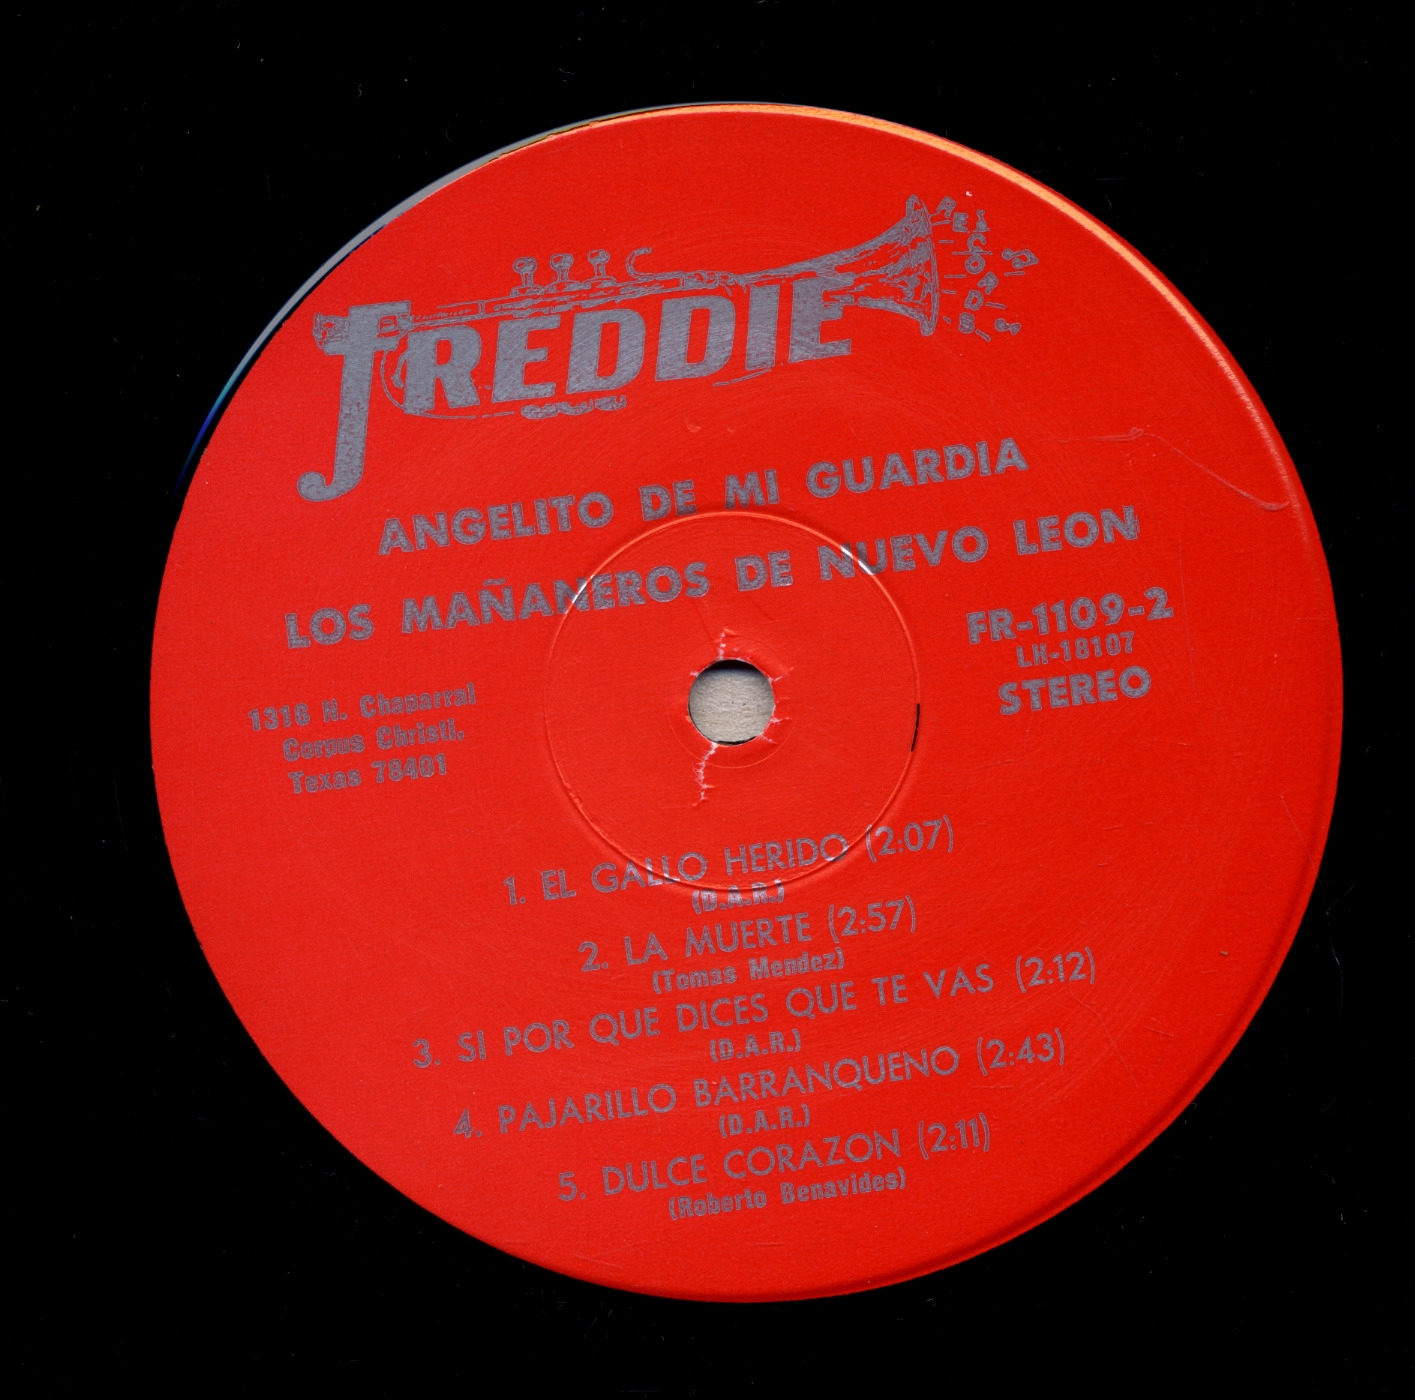 FREDDIE
RECORDS
ANGELITO DE MI GUARDIA
LOS MAÑANEROS DE NUEVO LEON
FR-1109-2
LH-18107
STEREO
1316 N. Chaparral
Corpus Christi,
Texas 78401
1. EL GALLO HERIDO (2:07)
(D.A.R.)
2. LA MUERTE (2:57)
(Tomas Mendez)
3. SI POR QUE DICES QUE TE VAS (2:12)
(D.A.R.)
4. PAJARILLO BARRANQUENO (2:43)
(D.A.R.)
5. DULCE CORAZON (2:11)
(Roberto Benavides)